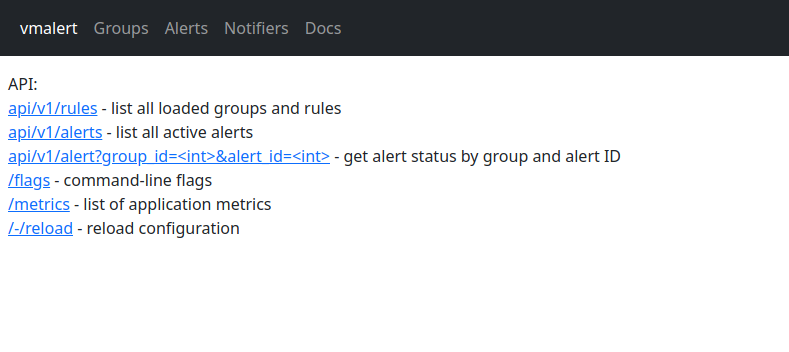 vmalert Groups Alerts Notifiers Docs
API:
api/v1/rules - list all loaded groups and rules
api/v1/alerts - list all active alerts
api/v1/alert?group_id=<int>&alert_id=<int> - get alert status by group and alert ID
/flags - command-line flags
/metrics - list of application metrics
/-/reload - reload configuration